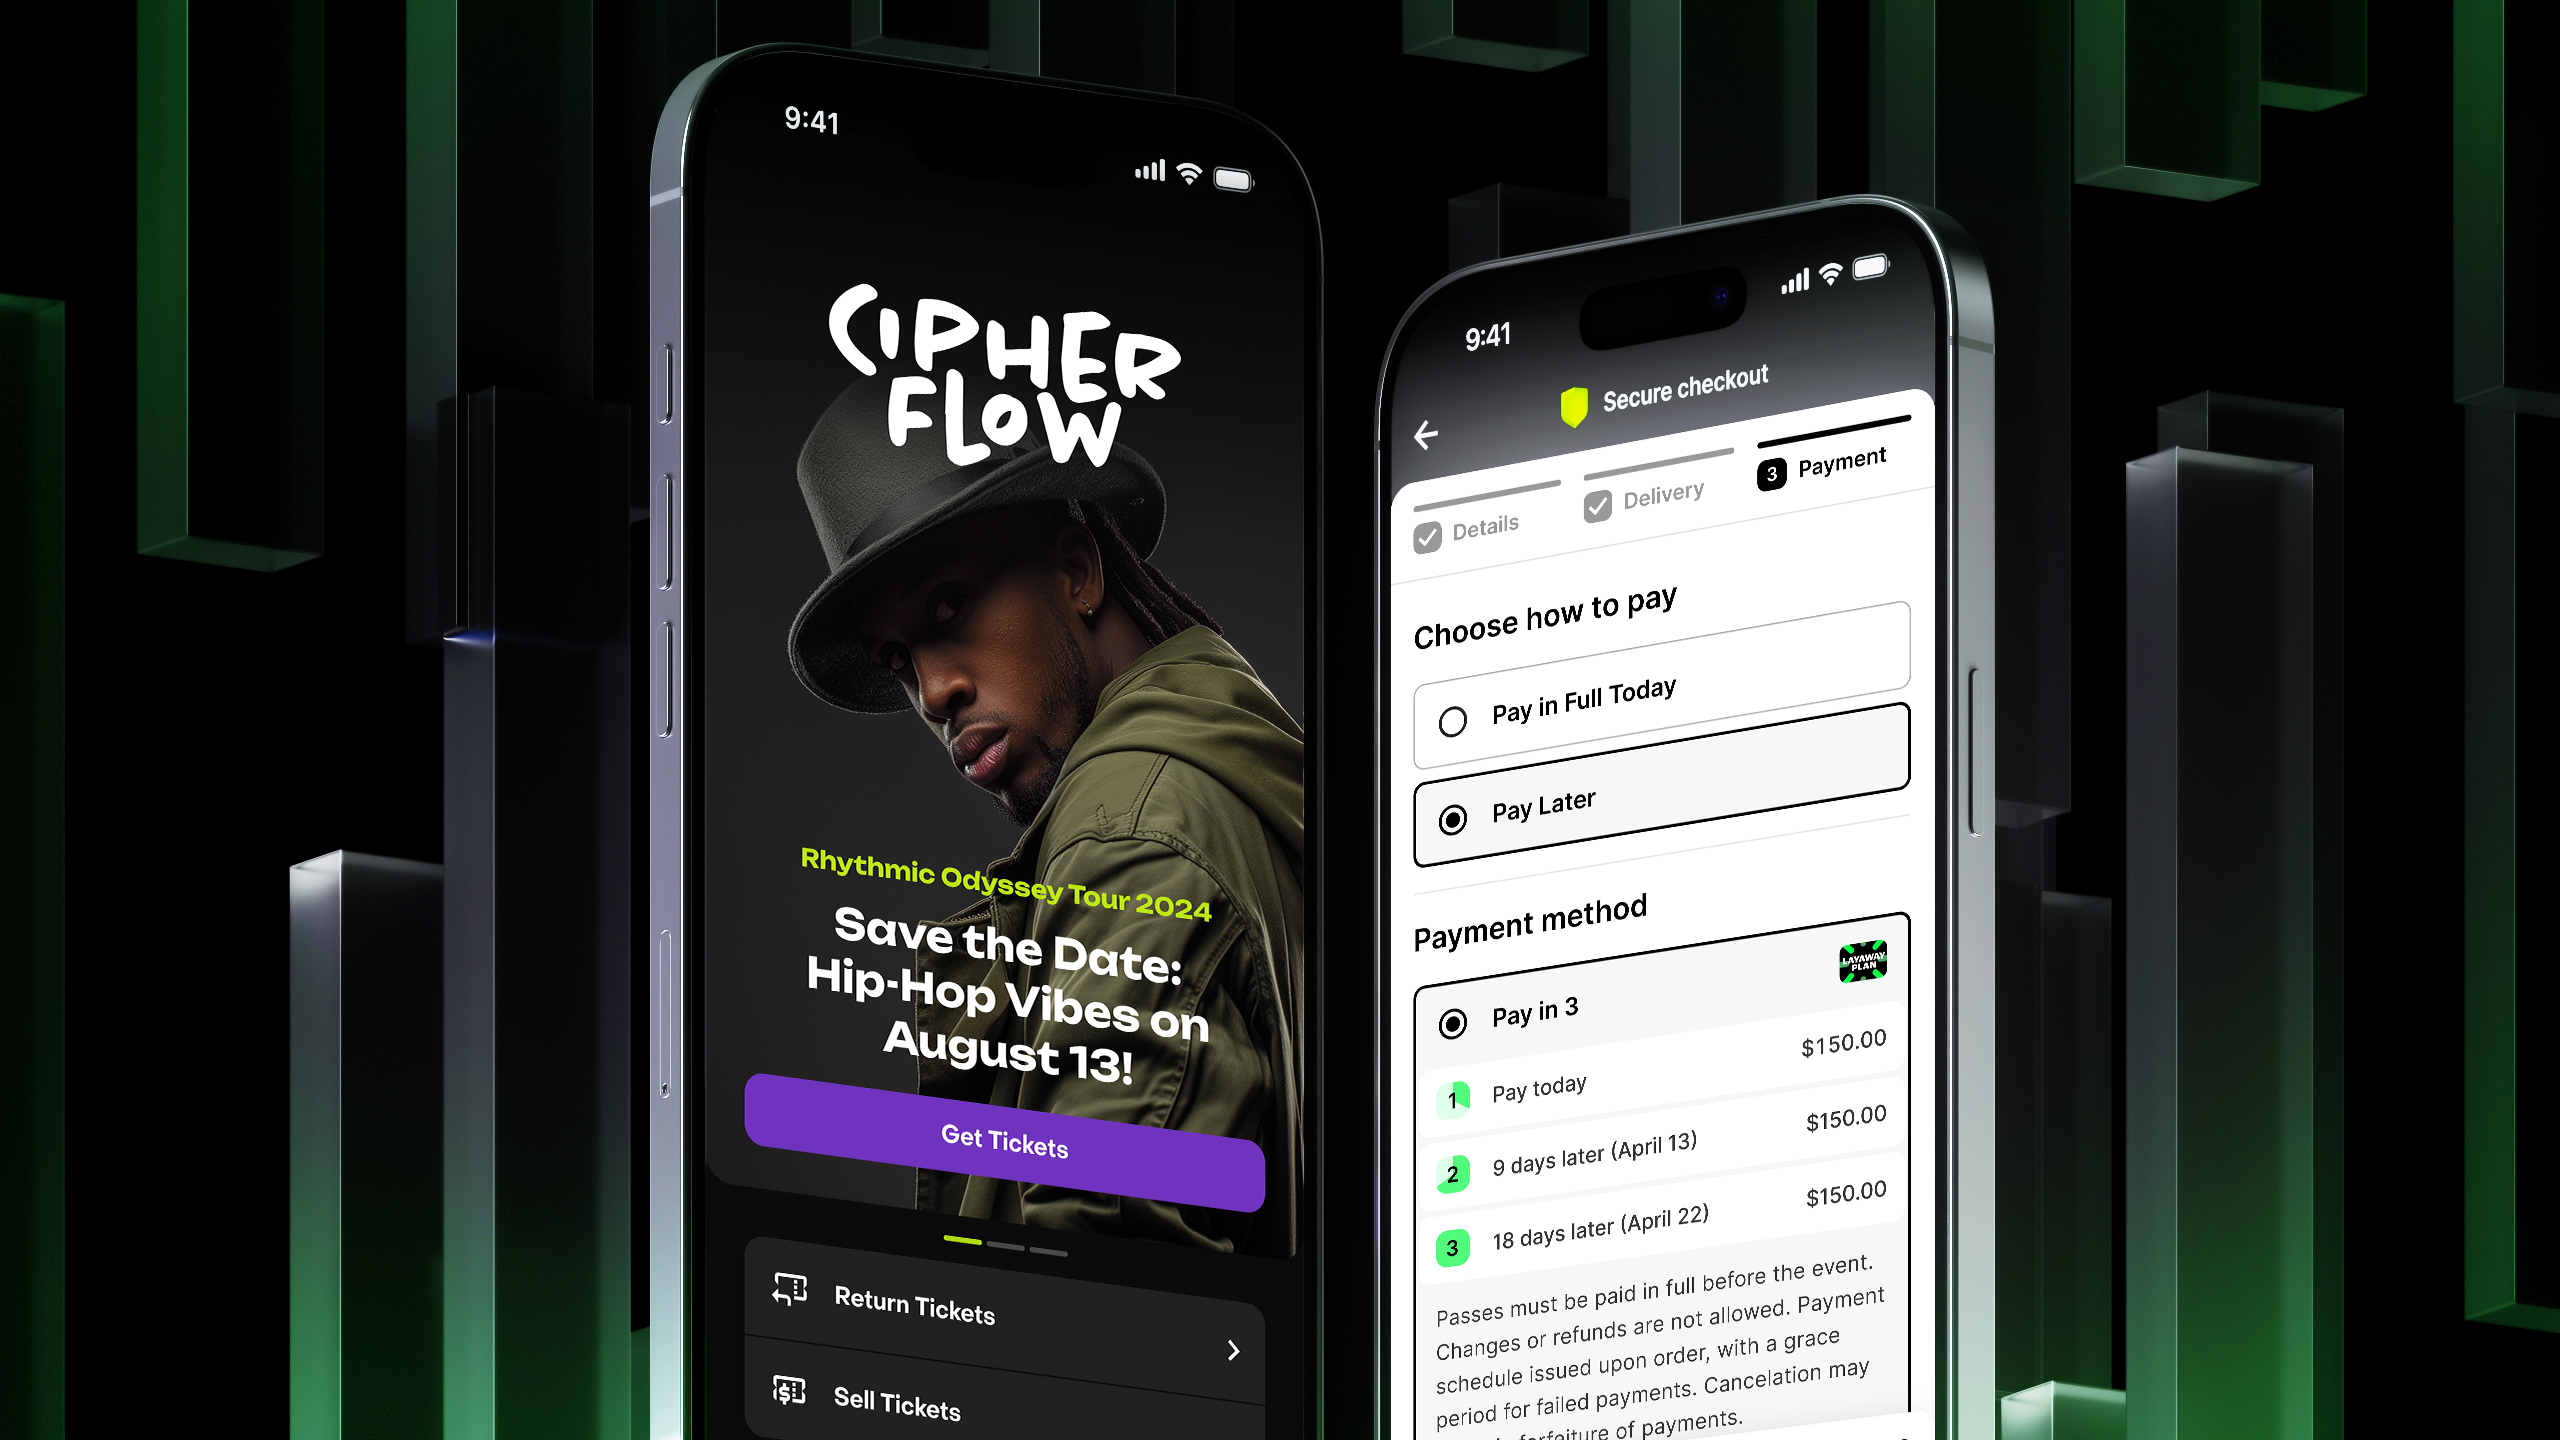 9:41
CIPHER
FLOW
Rhythmic Odyssey Tour 2024
Save the Date:
Hip-Hop Vibes on
August 13!
Get Tickets
Return Tickets
Sell Tickets
9:41
Secure checkout
Details
Delivery
3 Payment
Choose how to pay
Pay in Full Today
Pay Later
Payment method
LAYAWAY
PLAN
Pay in 3
1 Pay today $150.00
2 9 days later (April 13) $150.00
3 18 days later (April 22) $150.00
Passes must be paid in full before the event.
Changes or refunds are not allowed. Payment
schedule issued upon order, with a grace
period for failed payments. Cancelation may
forfeiture of payments.